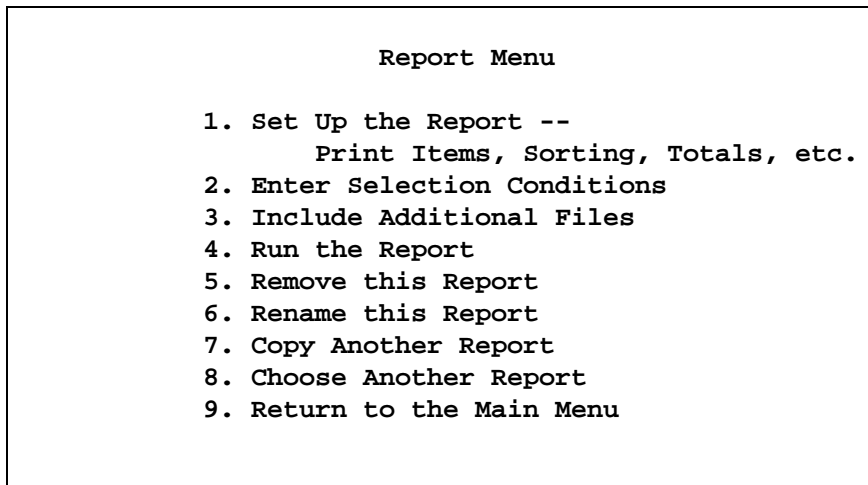 Report Menu
1. Set Up the Report --
Print Items, Sorting, Totals, etc.
2. Enter Selection Conditions
3. Include Additional Files
4. Run the Report
5. Remove this Report
6. Rename this Report
7. Copy Another Report
8. Choose Another Report
9. Return to the Main Menu